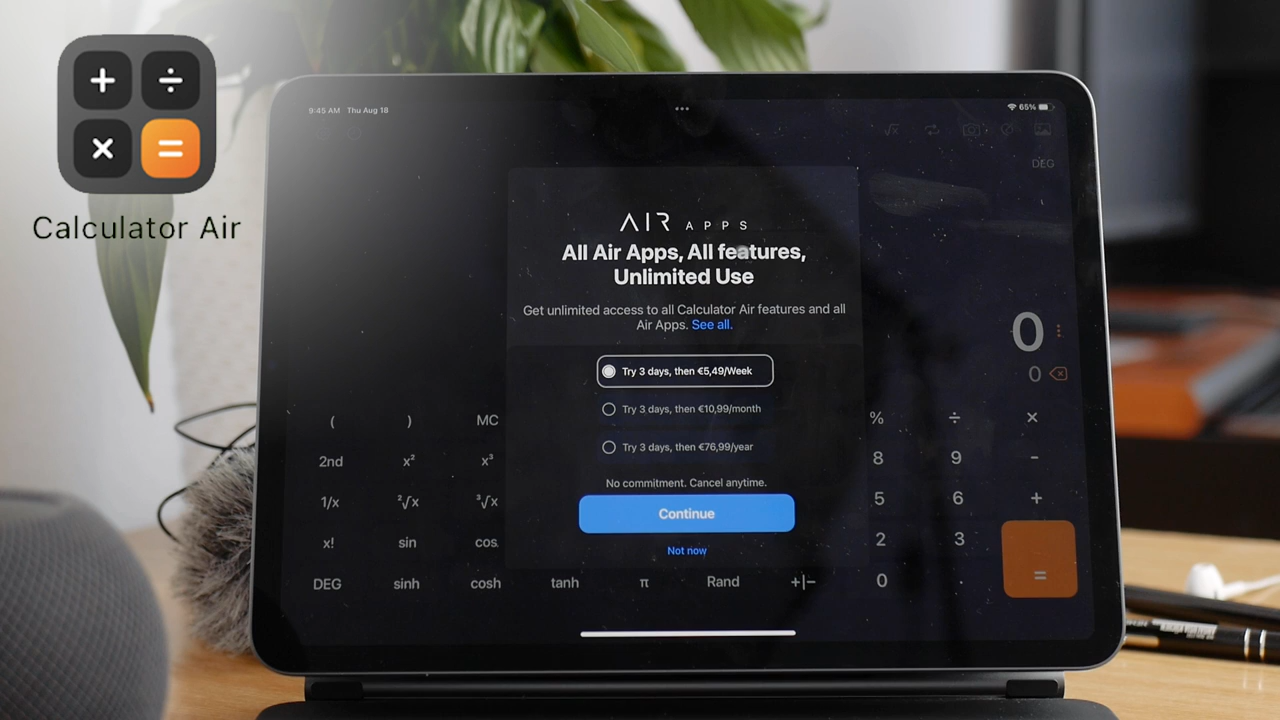 + ÷
× =
Calculator Air
9:45 AM Thu Aug 18
65%
DEG
AIR APPS
All Air Apps, All features,
Unlimited Use
Get unlimited access to all Calculator Air features and all
Air Apps. See all.
Try 3 days, then €5,49/Week
Try 3 days, then €10,99/month
Try 3 days, then €76,99/year
No commitment. Cancel anytime.
Continue
Not now
0
0
( ) MC % ÷ ×
2nd x² x³ 8 9 -
1/x ²√x ³√x 5 6 +
x! sin cos 2 3
DEG sinh cosh tanh π Rand +|− 0 . =